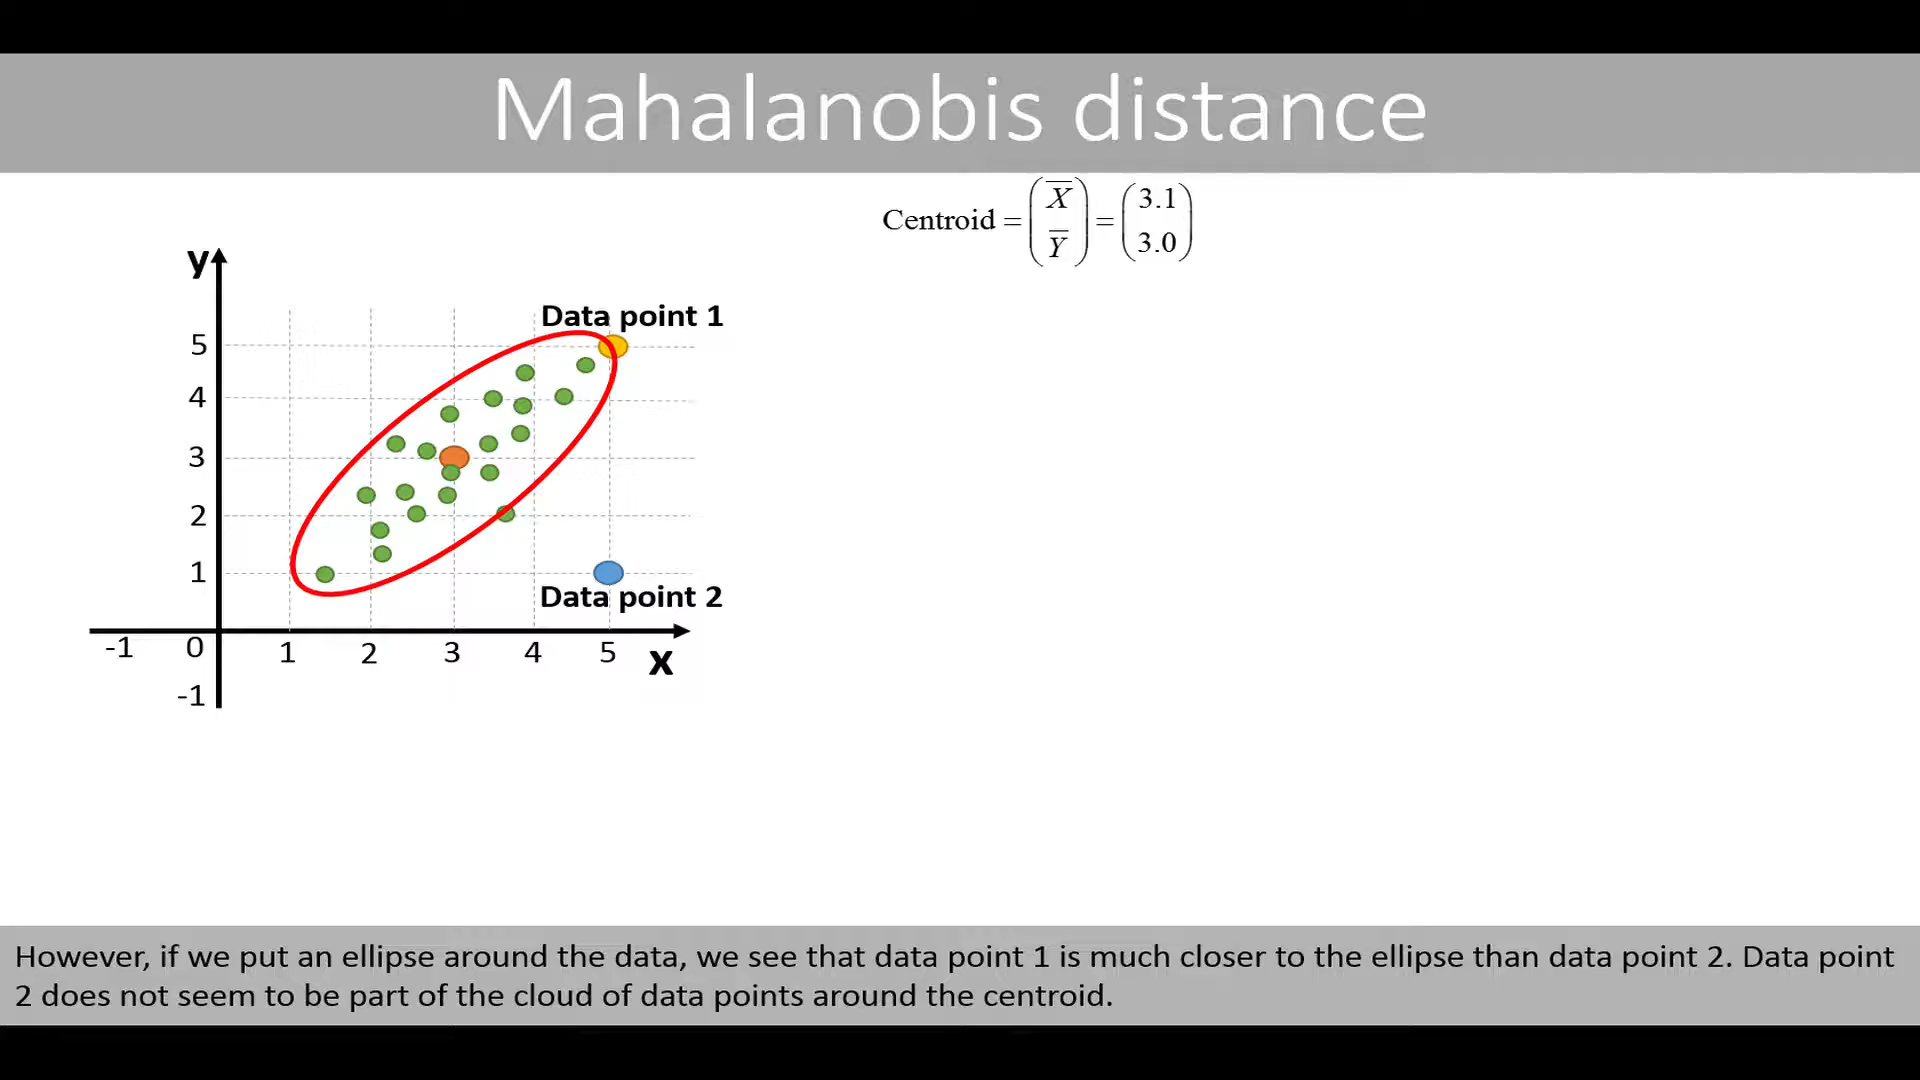 Mahalanobis distance
Centroid = (X̅ Y̅) = (3.1 3.0)
y
Data point 1
5
4
3
2
1
Data point 2
-1 0 1 2 3 4 5 x
-1
However, if we put an ellipse around the data, we see that data point 1 is much closer to the ellipse than data point 2. Data point
2 does not seem to be part of the cloud of data points around the centroid.